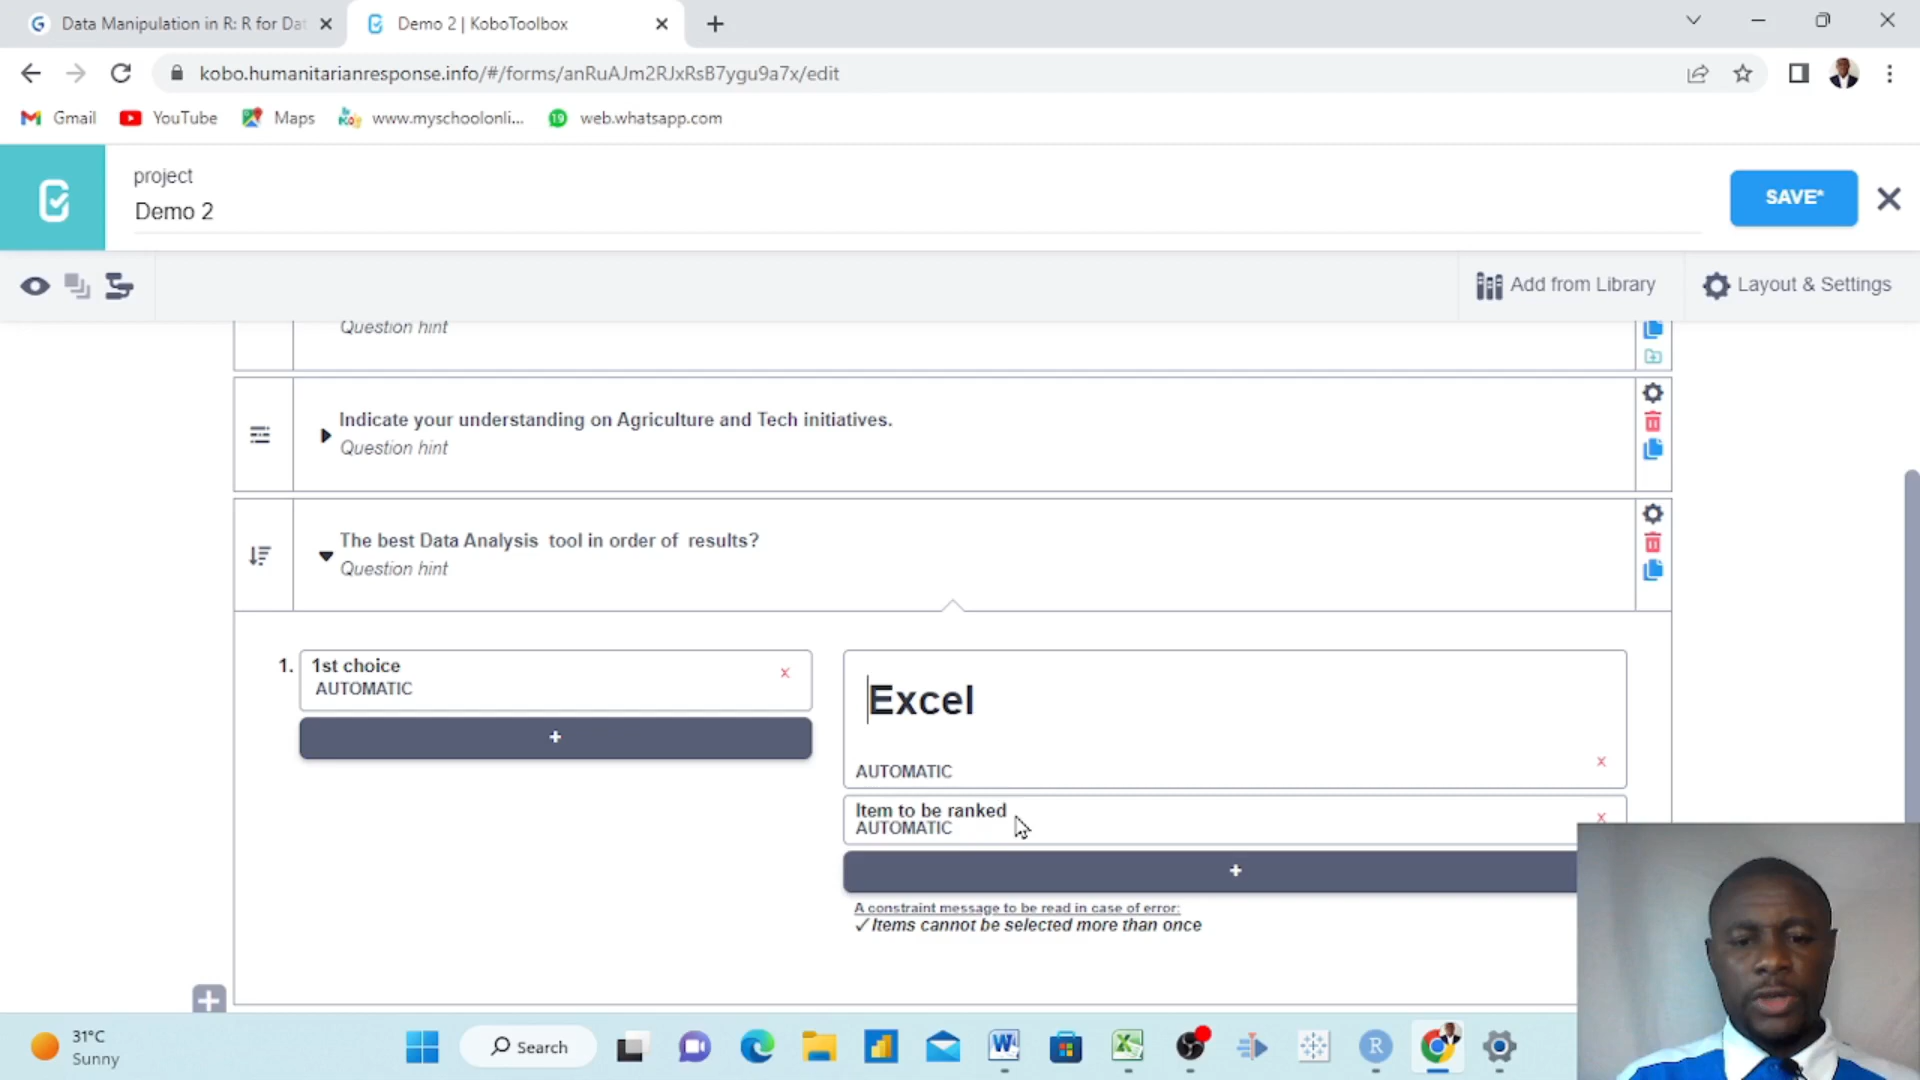 Data Manipulation in R: R for Dat
Demo 2 | KoboToolbox
kobo.humanitarianresponse.info/#/forms/anRuAJm2RJxRsB7ygu9a7x/edit
Gmail
YouTube
Maps
www.myschoolonli...
19
web.whatsapp.com
project
Demo 2
SAVE*
Add from Library
Layout & Settings
Question hint
Indicate your understanding on Agriculture and Tech initiatives.
Question hint
The best Data Analysis  tool in order of  results?
Question hint
1.
1st choice
AUTOMATIC
+
Excel
AUTOMATIC
Item to be ranked
AUTOMATIC
+
A constraint message to be read in case of error:
✓Items cannot be selected more than once
31°C
Sunny
Search